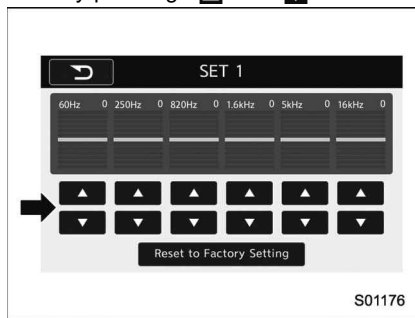 SET 1
60Hz 0 250Hz 0 820Hz 0 1.6kHz 0 5kHz 0 16kHz 0
Reset to Factory Setting
S01176